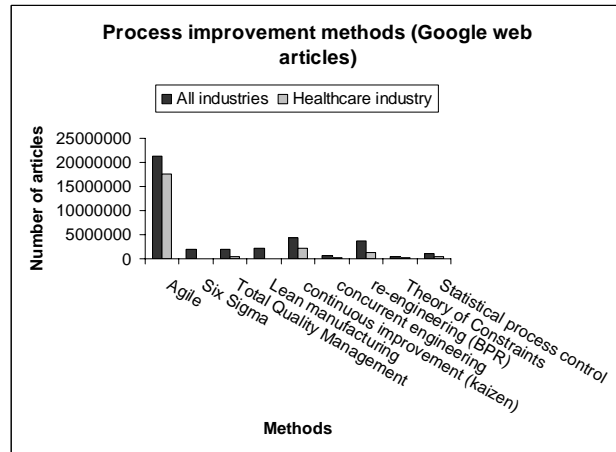 Process improvement methods (Google web
articles)
All industries
Healthcare industry
Number of articles
25000000
20000000
15000000
10000000
5000000
0
Agile
Six Sigma
Total Quality Management
Lean manufacturing
continuous improvement (kaizen)
concurrent engineering
re-engineering (BPR)
Theory of Constraints
Statistical process control
Methods